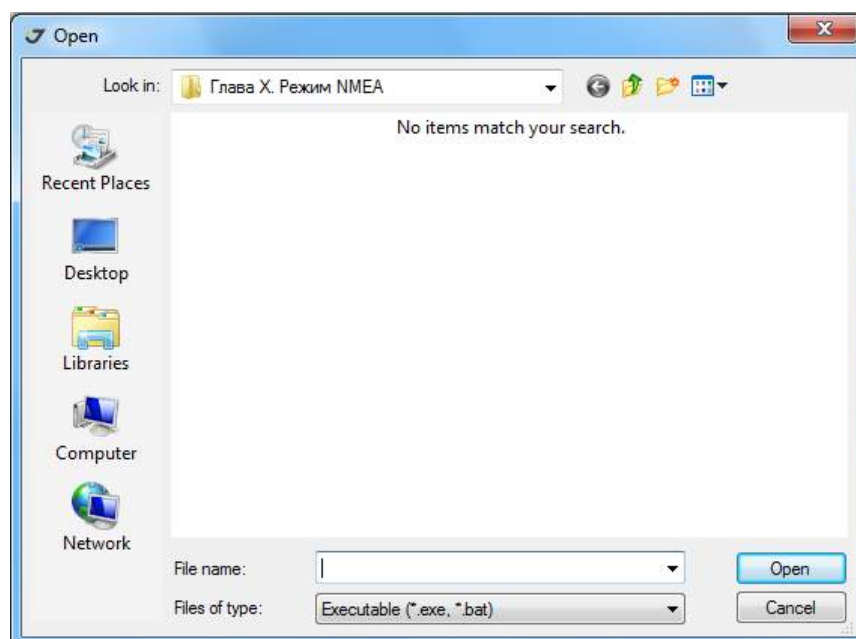 Open
Look in:
Глава X. Режим NMEA
No items match your search.
Recent Places
Desktop
Libraries
Computer
Network
File name:
Open
Files of type:
Executable (*.exe, *.bat)
Cancel